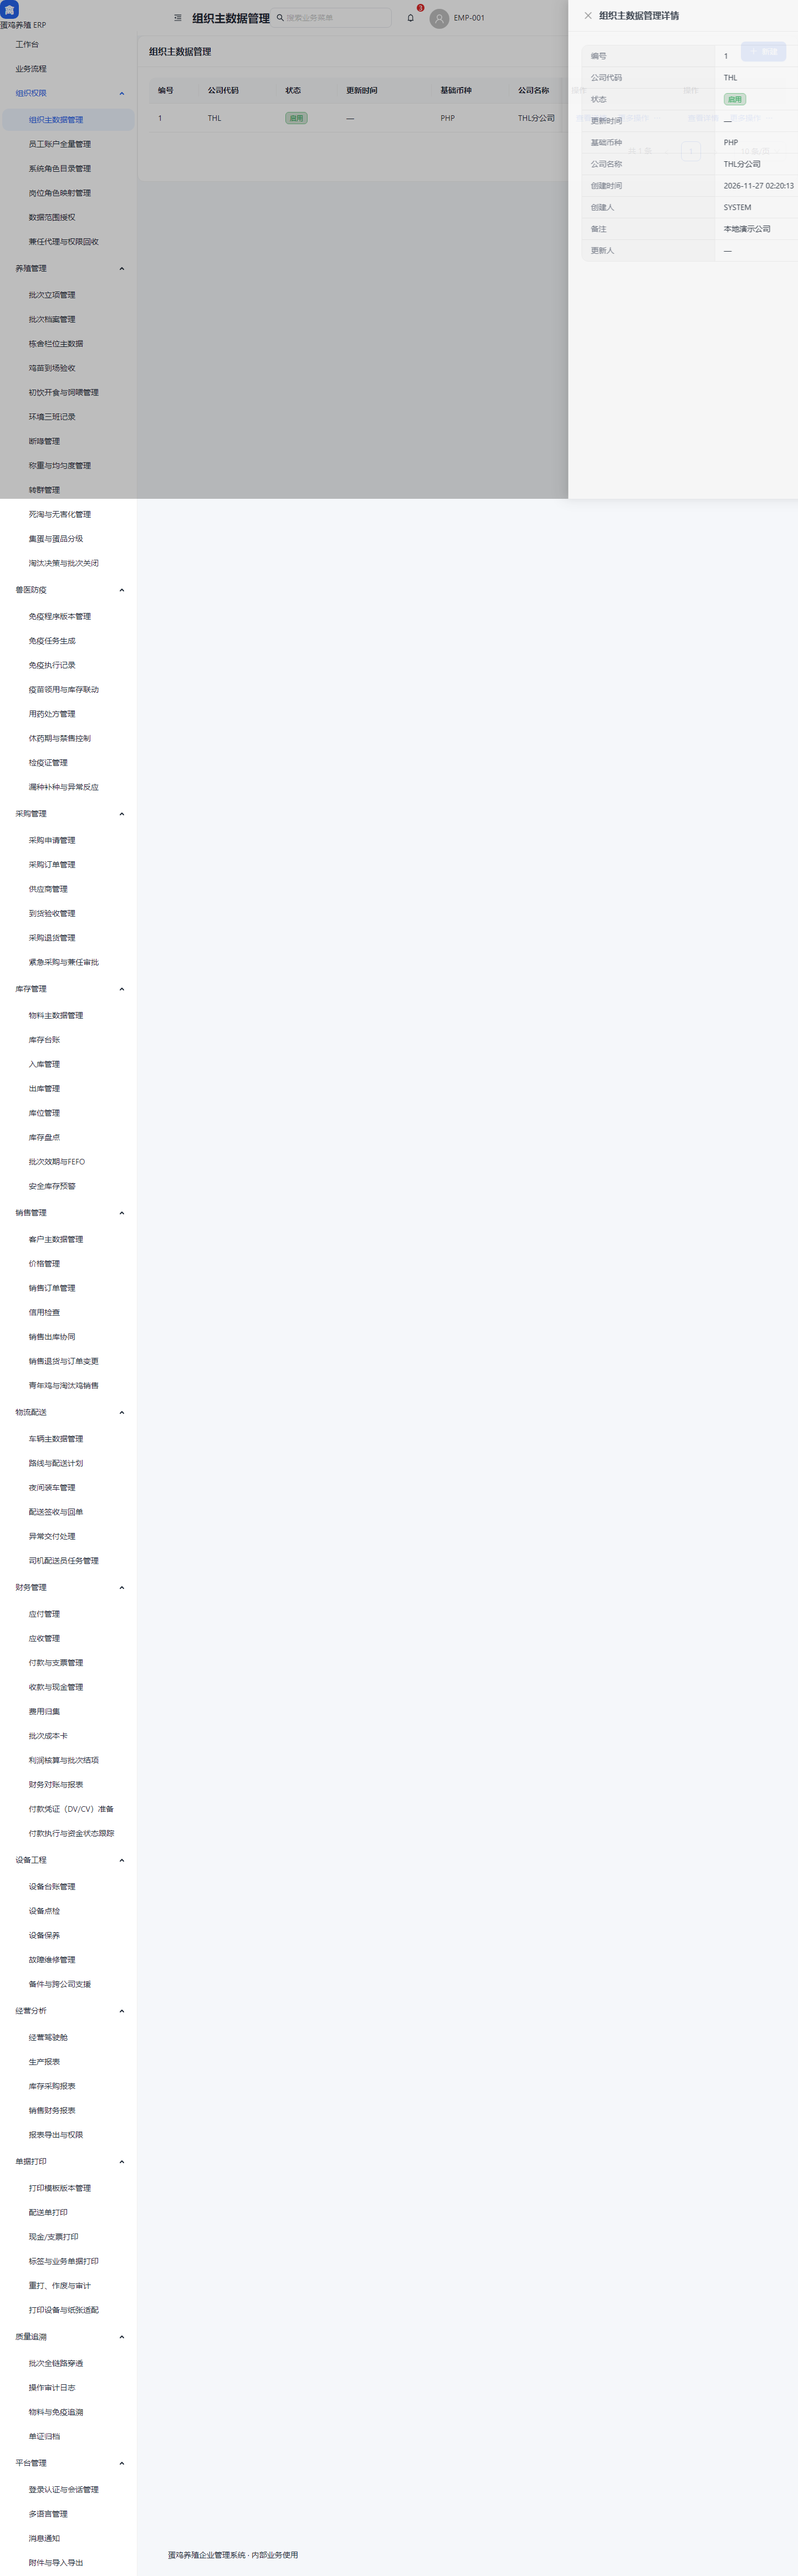 禽
蛋鸡养殖 ERP
组织主数据管理
搜索业务菜单
3
EMP-001
工作台
业务流程
组织权限
组织主数据管理
员工账户全量管理
系统角色目录管理
岗位角色映射管理
数据范围授权
兼任代理与权限回收
养殖管理
批次立项管理
批次档案管理
栋舍栏位主数据
鸡苗到场验收
初饮开食与饲喂管理
环境三班记录
断喙管理
称重与均匀度管理
转群管理
死淘与无害化管理
集蛋与蛋品分级
淘汰决策与批次关闭
兽医防疫
免疫程序版本管理
免疫任务生成
免疫执行记录
疫苗领用与库存联动
用药处方管理
休药期与禁售控制
检疫证管理
漏种补种与异常反应
采购管理
采购申请管理
采购订单管理
供应商管理
到货验收管理
采购退货管理
紧急采购与兼任审批
库存管理
物料主数据管理
库存台账
入库管理
出库管理
库位管理
库存盘点
批次效期与FEFO
安全库存预警
销售管理
客户主数据管理
价格管理
销售订单管理
信用检查
销售出库协同
销售退货与订单变更
青年鸡与淘汰鸡销售
物流配送
车辆主数据管理
路线与配送计划
夜间装车管理
配送签收与回单
异常交付处理
司机配送员任务管理
财务管理
应付管理
应收管理
付款与支票管理
收款与现金管理
费用归集
批次成本卡
利润核算与批次结项
财务对账与报表
付款凭证（DV/CV）准备
付款执行与资金状态跟踪
设备工程
设备台账管理
设备点检
设备保养
故障维修管理
备件与跨公司支援
经营分析
经营驾驶舱
生产报表
库存采购报表
销售财务报表
报表导出与权限
单据打印
打印模板版本管理
配送单打印
现金/支票打印
标签与业务单据打印
重打、作废与审计
打印设备与纸张适配
质量追溯
批次全链路穿透
操作审计日志
物料与免疫追溯
单证归档
平台管理
登录认证与会话管理
多语言管理
消息通知
附件与导入导出
组织主数据管理
编号 公司代码 状态 更新时间 基础币种 公司名称
1 THL 启用 — PHP THL分公司
组织主数据管理详情
编号 1
公司代码 THL
状态 启用
更新时间 —
基础币种 PHP
公司名称 THL分公司
创建时间 2026-11-27 02:20:13
创建人 SYSTEM
备注 本地演示公司
更新人 —
蛋鸡养殖企业管理系统 · 内部业务使用